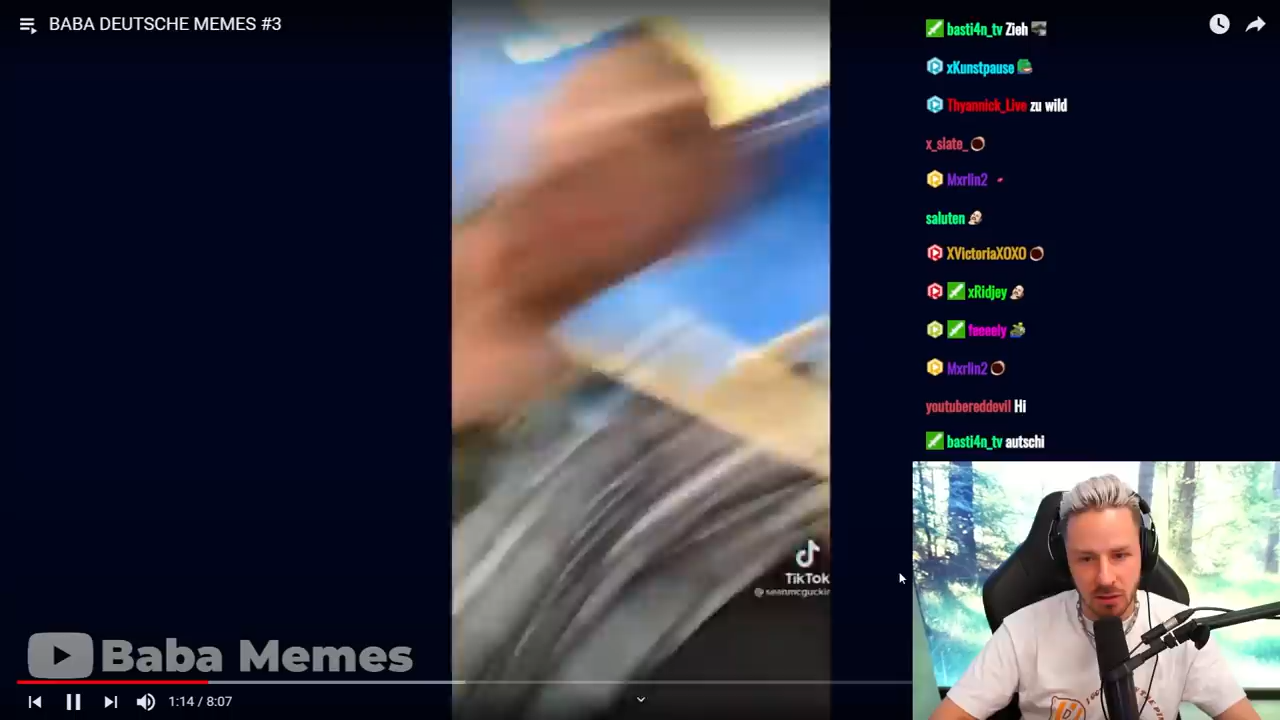 BABA DEUTSCHE MEMES #3
basti4n_tv Zieh
xKunstpause
Thyannick_Live zu wild
x_slate_
Mxrlin2
saluten
XVictoriaXOXO
xRidjey
feeeely
Mxrlin2
youtubereddevil Hi
basti4n_tv autschi
TikTok
@seanmcguckin
Baba Memes
1:14 / 8:07